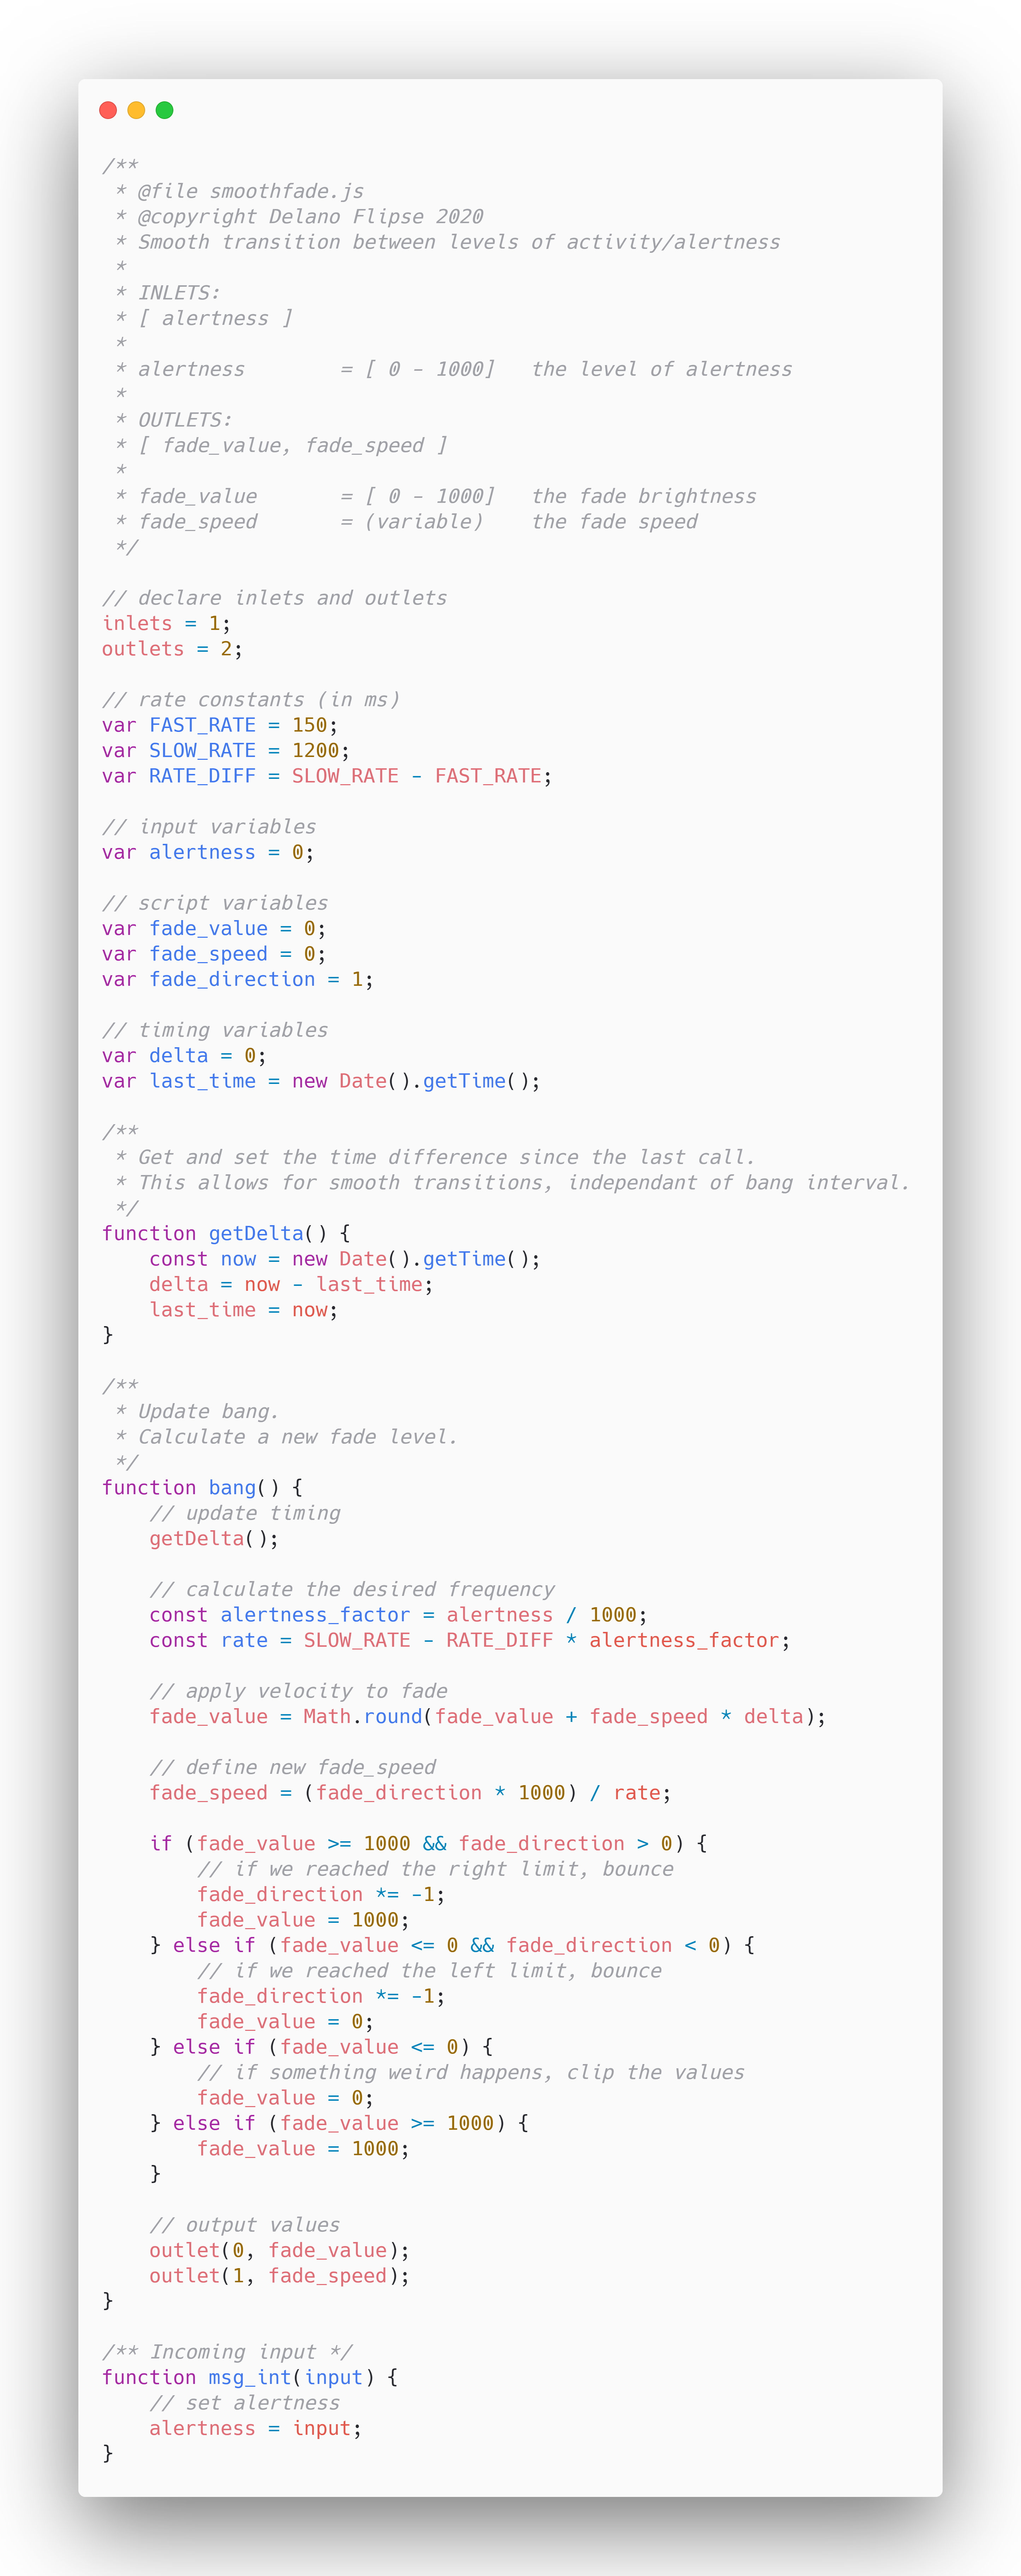 /**
 * @file smoothfade.js
 * @copyright Delano Flipse 2020
 * Smooth transition between levels of activity/alertness
 *
 * INLETS:
 * [ alertness ]
 *
 * alertness        = [ 0 - 1000]   the level of alertness
 *
 * OUTLETS:
 * [ fade_value, fade_speed ]
 *
 * fade_value       = [ 0 - 1000]   the fade brightness
 * fade_speed       = (variable)    the fade speed
 */

// declare inlets and outlets
inlets = 1;
outlets = 2;

// rate constants (in ms)
var FAST_RATE = 150;
var SLOW_RATE = 1200;
var RATE_DIFF = SLOW_RATE - FAST_RATE;

// input variables
var alertness = 0;

// script variables
var fade_value = 0;
var fade_speed = 0;
var fade_direction = 1;

// timing variables
var delta = 0;
var last_time = new Date().getTime();

/**
 * Get and set the time difference since the last call.
 * This allows for smooth transitions, independant of bang interval.
 */
function getDelta() {
    const now = new Date().getTime();
    delta = now - last_time;
    last_time = now;
}

/**
 * Update bang.
 * Calculate a new fade level.
 */
function bang() {
    // update timing
    getDelta();

    // calculate the desired frequency
    const alertness_factor = alertness / 1000;
    const rate = SLOW_RATE - RATE_DIFF * alertness_factor;

    // apply velocity to fade
    fade_value = Math.round(fade_value + fade_speed * delta);

    // define new fade_speed
    fade_speed = (fade_direction * 1000) / rate;

    if (fade_value >= 1000 && fade_direction > 0) {
        // if we reached the right limit, bounce
        fade_direction *= -1;
        fade_value = 1000;
    } else if (fade_value <= 0 && fade_direction < 0) {
        // if we reached the left limit, bounce
        fade_direction *= -1;
        fade_value = 0;
    } else if (fade_value <= 0) {
        // if something weird happens, clip the values
        fade_value = 0;
    } else if (fade_value >= 1000) {
        fade_value = 1000;
    }

    // output values
    outlet(0, fade_value);
    outlet(1, fade_speed);
}

/** Incoming input */
function msg_int(input) {
    // set alertness
    alertness = input;
}